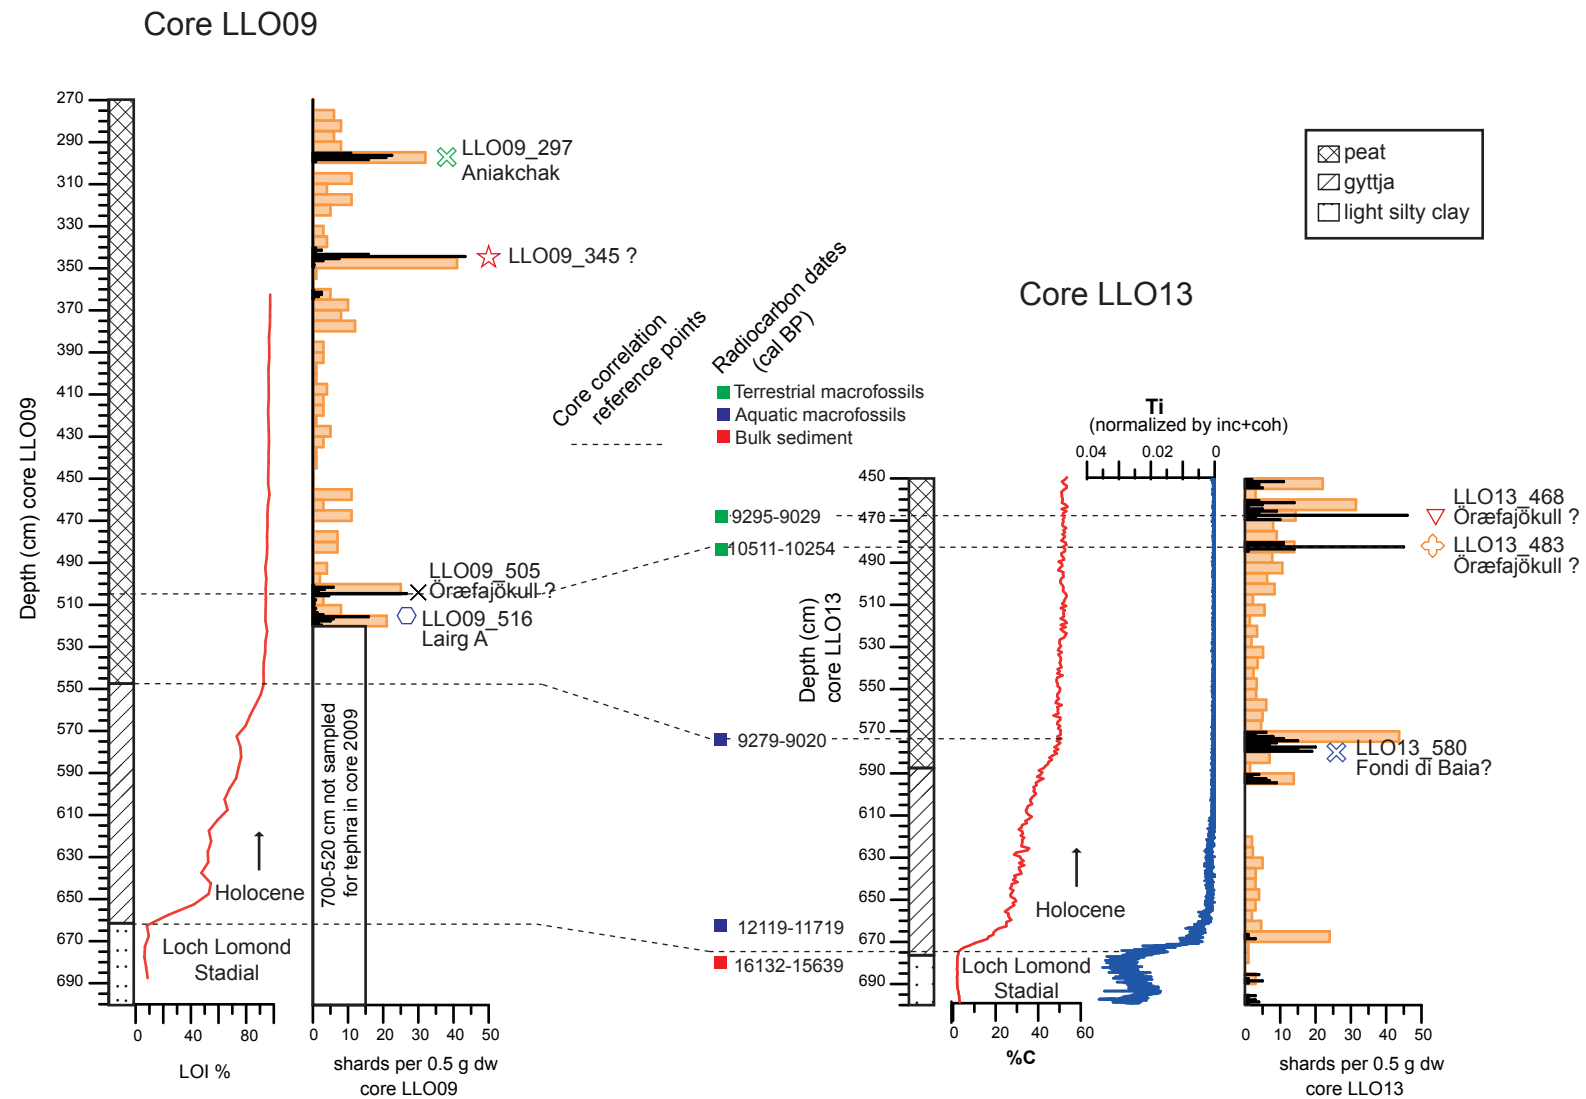 Core LLO09
270
290
310
330
350
370
390
410
430
450
470
490
510
530
550
570
590
610
630
650
670
690
Depth (cm) core LLO09
LLO09_297
Aniakchak
LLO09_345 ?
LLO09_505
Öræfajökull ?
LLO09_516
Lairg A
700-520 cm not sampled
for tephra in core 2009
Holocene
Loch Lomond
Stadial
0
40
80
LOI %
0
10
20
30
40
50
shards per 0.5 g dw
core LLO09
Core correlation
reference points
Radiocarbon dates
(cal BP)
Terrestrial macrofossils
Aquatic macrofossils
Bulk sediment
9295-9029
10511-10254
9279-9020
12119-11719
16132-15639
peat
gyttja
light silty clay
Core LLO13
Ti
(normalized by inc+coh)
0.04
0.02
0
450
470
490
510
530
550
570
590
610
630
650
670
690
Depth (cm)
core LLO13
Holocene
Loch Lomond
Stadial
0
20
40
60
%C
LLO13_468
Öræfajökull ?
LLO13_483
Öræfajökull ?
LLO13_580
Fondi di Baia?
0
10
20
30
40
50
shards per 0.5 g dw
core LLO13